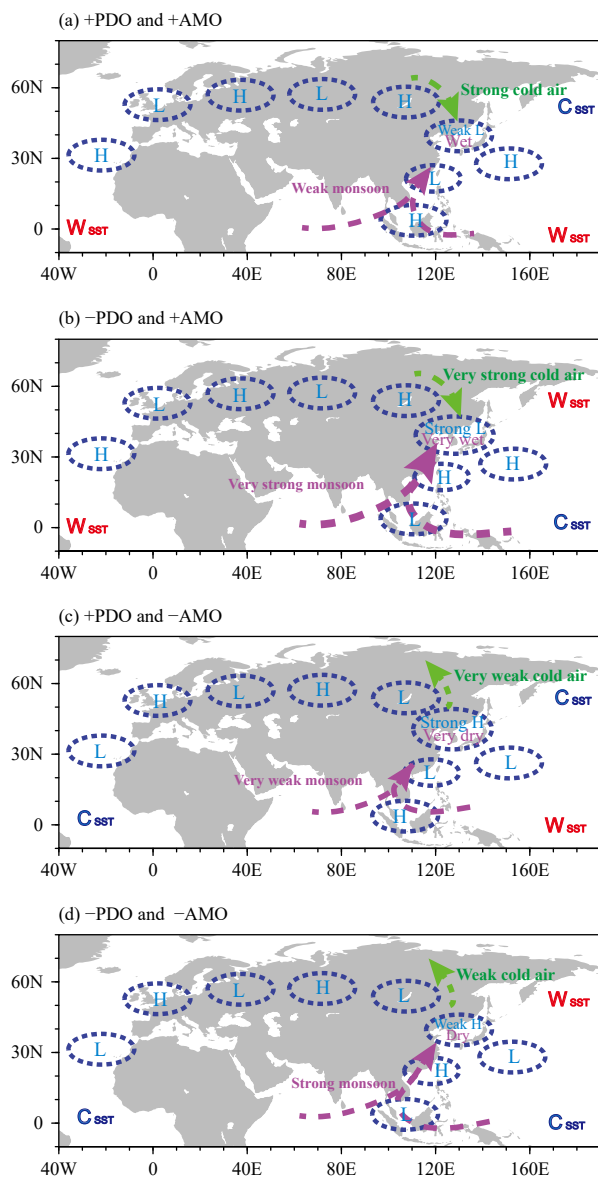 (a) +PDO and +AMO
60N
30N
0
L
H
L
H
Strong cold air
C SST
Weak L
Wet
H
H
Weak monsoon
L
H
W SST
W SST
40W
0
40E
80E
120E
160E
(b) −PDO and +AMO
60N
30N
0
L
H
L
H
Very strong cold air
W SST
Strong L
Very wet
H
H
Very strong monsoon
H
L
W SST
C SST
40W
0
40E
80E
120E
160E
(c) +PDO and −AMO
60N
30N
0
H
L
H
L
Very weak cold air
C SST
Strong H
Very dry
L
L
Very weak monsoon
L
H
C SST
W SST
40W
0
40E
80E
120E
160E
(d) −PDO and −AMO
60N
30N
0
H
L
H
L
Weak cold air
W SST
Weak H
Dry
L
L
Strong monsoon
H
L
C SST
C SST
40W
0
40E
80E
120E
160E